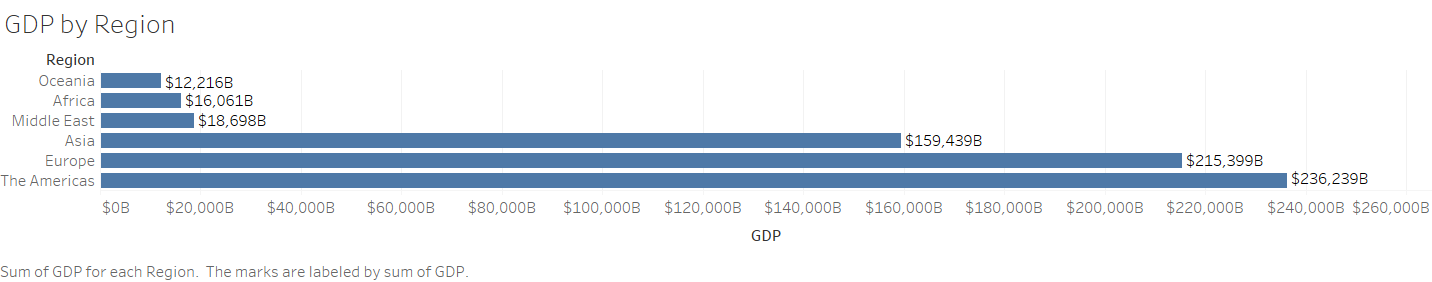 GDP by Region
Region
Oceania $12,216B
Africa $16,061B
Middle East $18,698B
Asia $159,439B
Europe $215,399B
The Americas $236,239B
$0B $20,000B $40,000B $60,000B $80,000B $100,000B $120,000B $140,000B $160,000B $180,000B $200,000B $220,000B $240,000B $260,000B
GDP
Sum of GDP for each Region. The marks are labeled by sum of GDP.